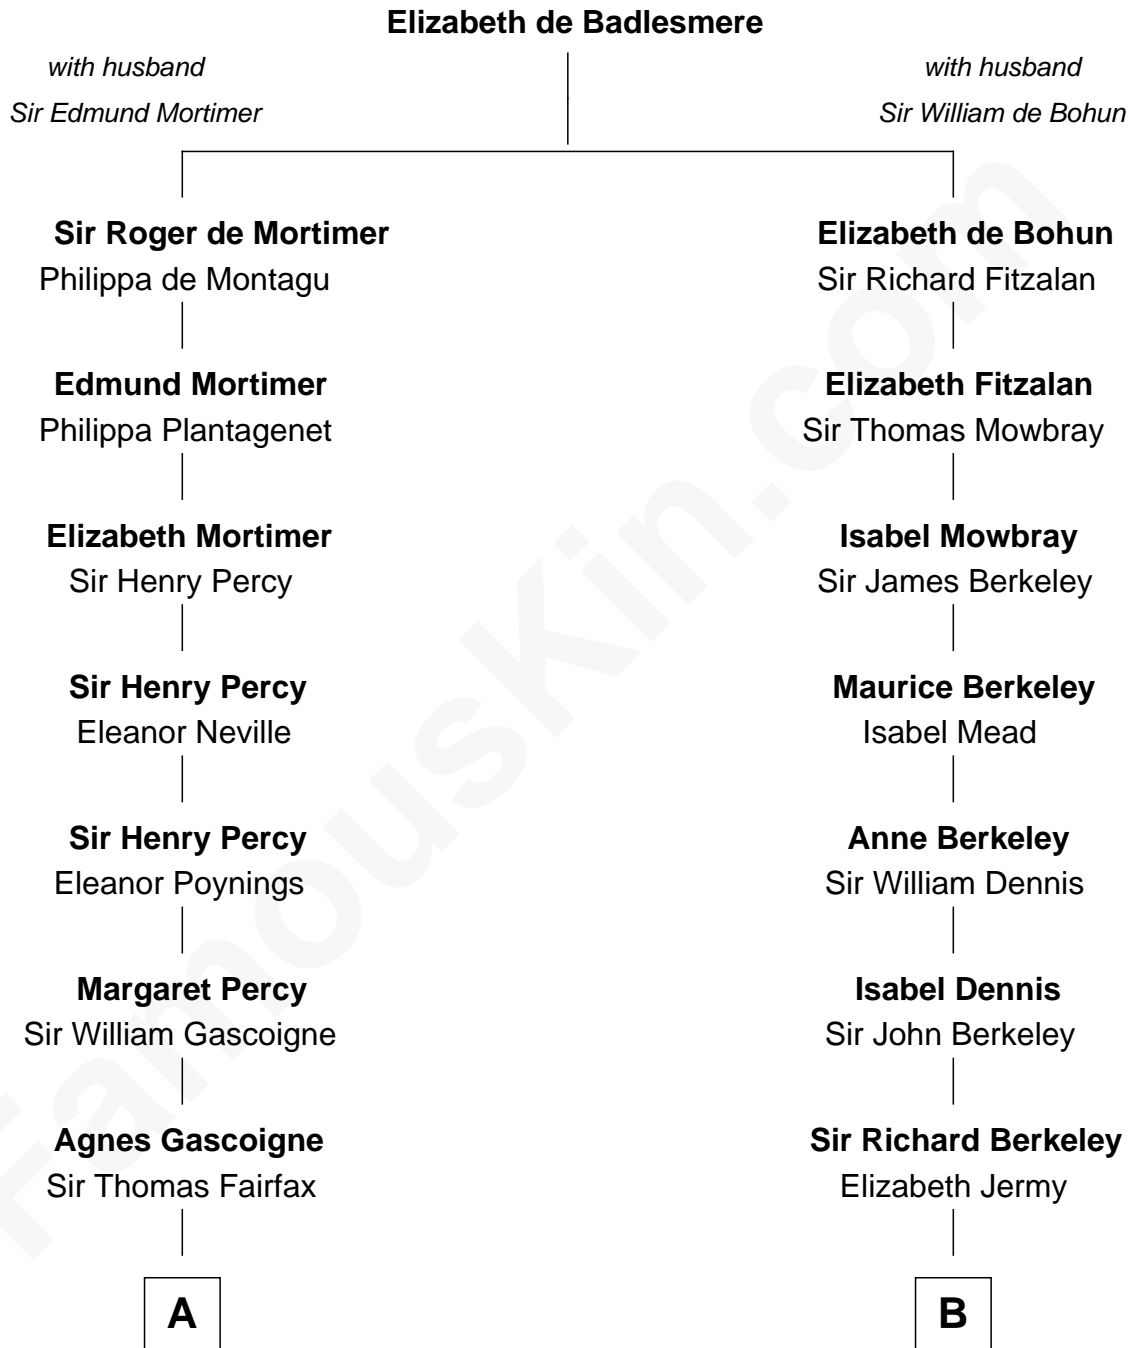 Elizabeth de Badlesmere
with husband
Sir Edmund Mortimer
with husband
Sir William de Bohun
Sir Roger de Mortimer
Philippa de Montagu
Elizabeth de Bohun
Sir Richard Fitzalan
Edmund Mortimer
Philippa Plantagenet
Elizabeth Fitzalan
Sir Thomas Mowbray
Elizabeth Mortimer
Sir Henry Percy
Isabel Mowbray
Sir James Berkeley
Sir Henry Percy
Eleanor Neville
Maurice Berkeley
Isabel Mead
Sir Henry Percy
Eleanor Poynings
Anne Berkeley
Sir William Dennis
Margaret Percy
Sir William Gascoigne
Isabel Dennis
Sir John Berkeley
Agnes Gascoigne
Sir Thomas Fairfax
Sir Richard Berkeley
Elizabeth Jermy
A
B
FamousKin.com